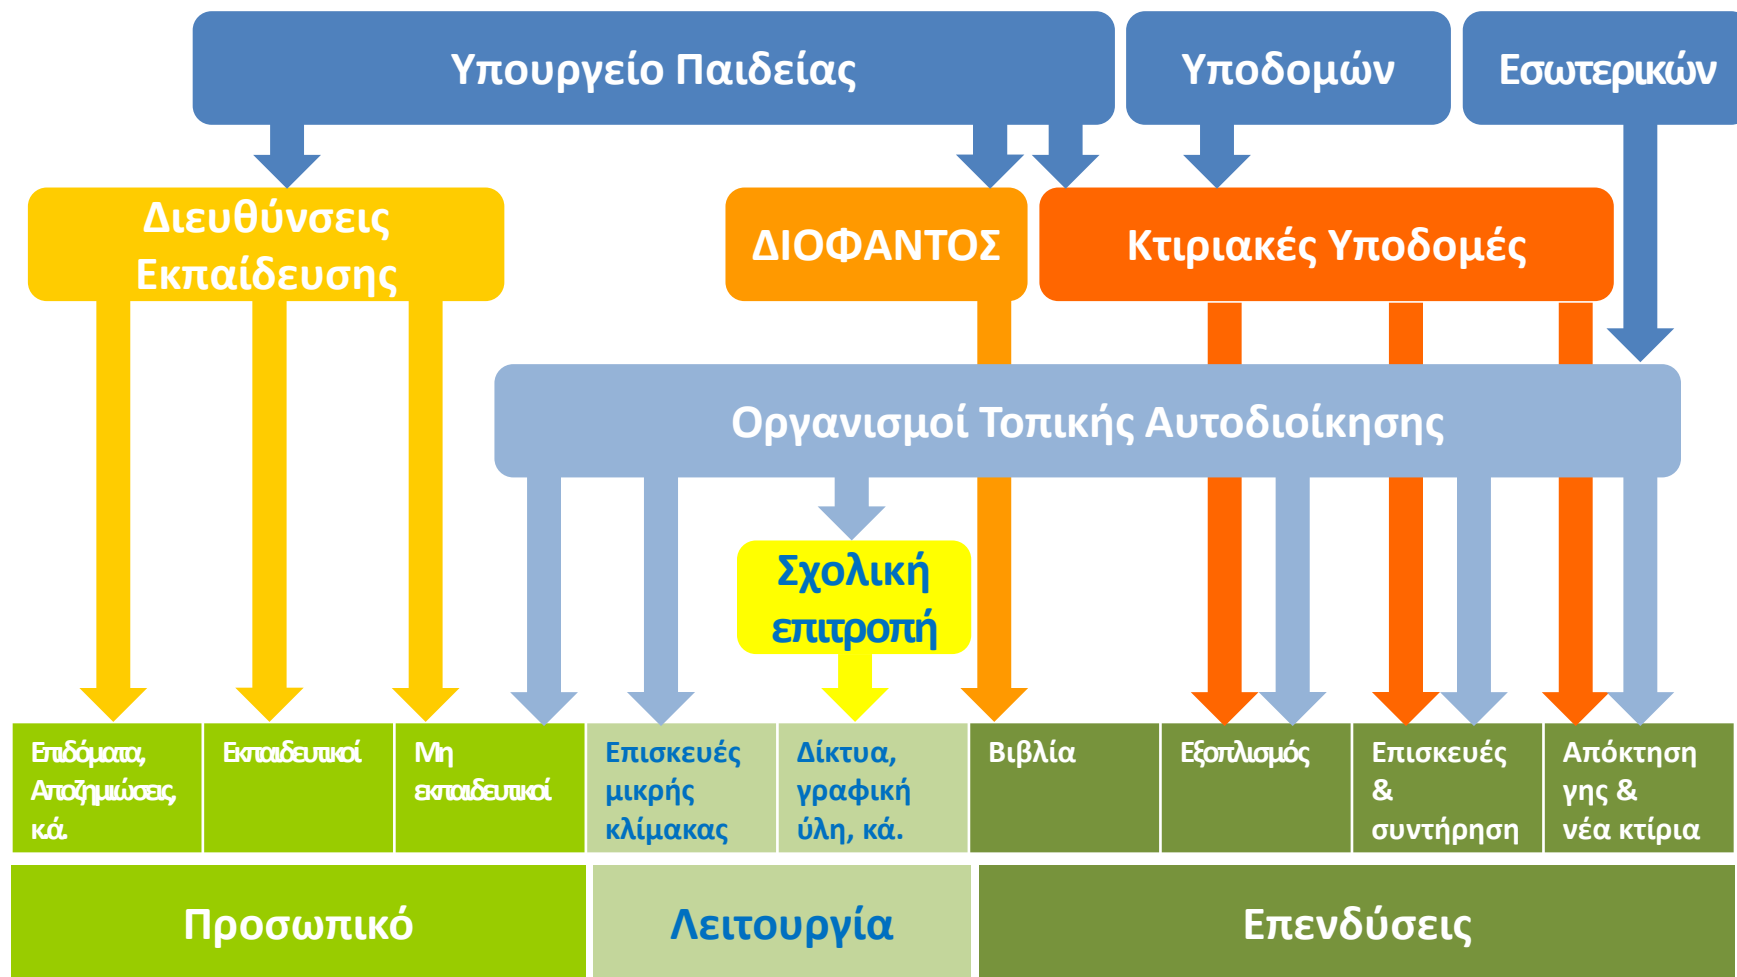 Υπουργείο Παιδείας
Υποδομών
Εσωτερικών
Διευθύνσεις
Εκπαίδευσης
ΔΙΟΦΑΝΤΟΣ
Κτιριακές Υποδομές
Οργανισμοί Τοπικής Αυτοδιοίκησης
Σχολική
επιτροπή
Επιδόματα,
Αποζημιώσεις,
κ.ά.
Εκπαιδευτικοί
Μη
εκπαιδευτικοί
Επισκευές
μικρής
κλίμακας
Δίκτυα,
γραφική
ύλη, κά.
Βιβλία
Εξοπλισμός
Επισκευές
&
συντήρηση
Απόκτηση
γης &
νέα κτίρια
Προσωπικό
Λειτουργία
Επενδύσεις